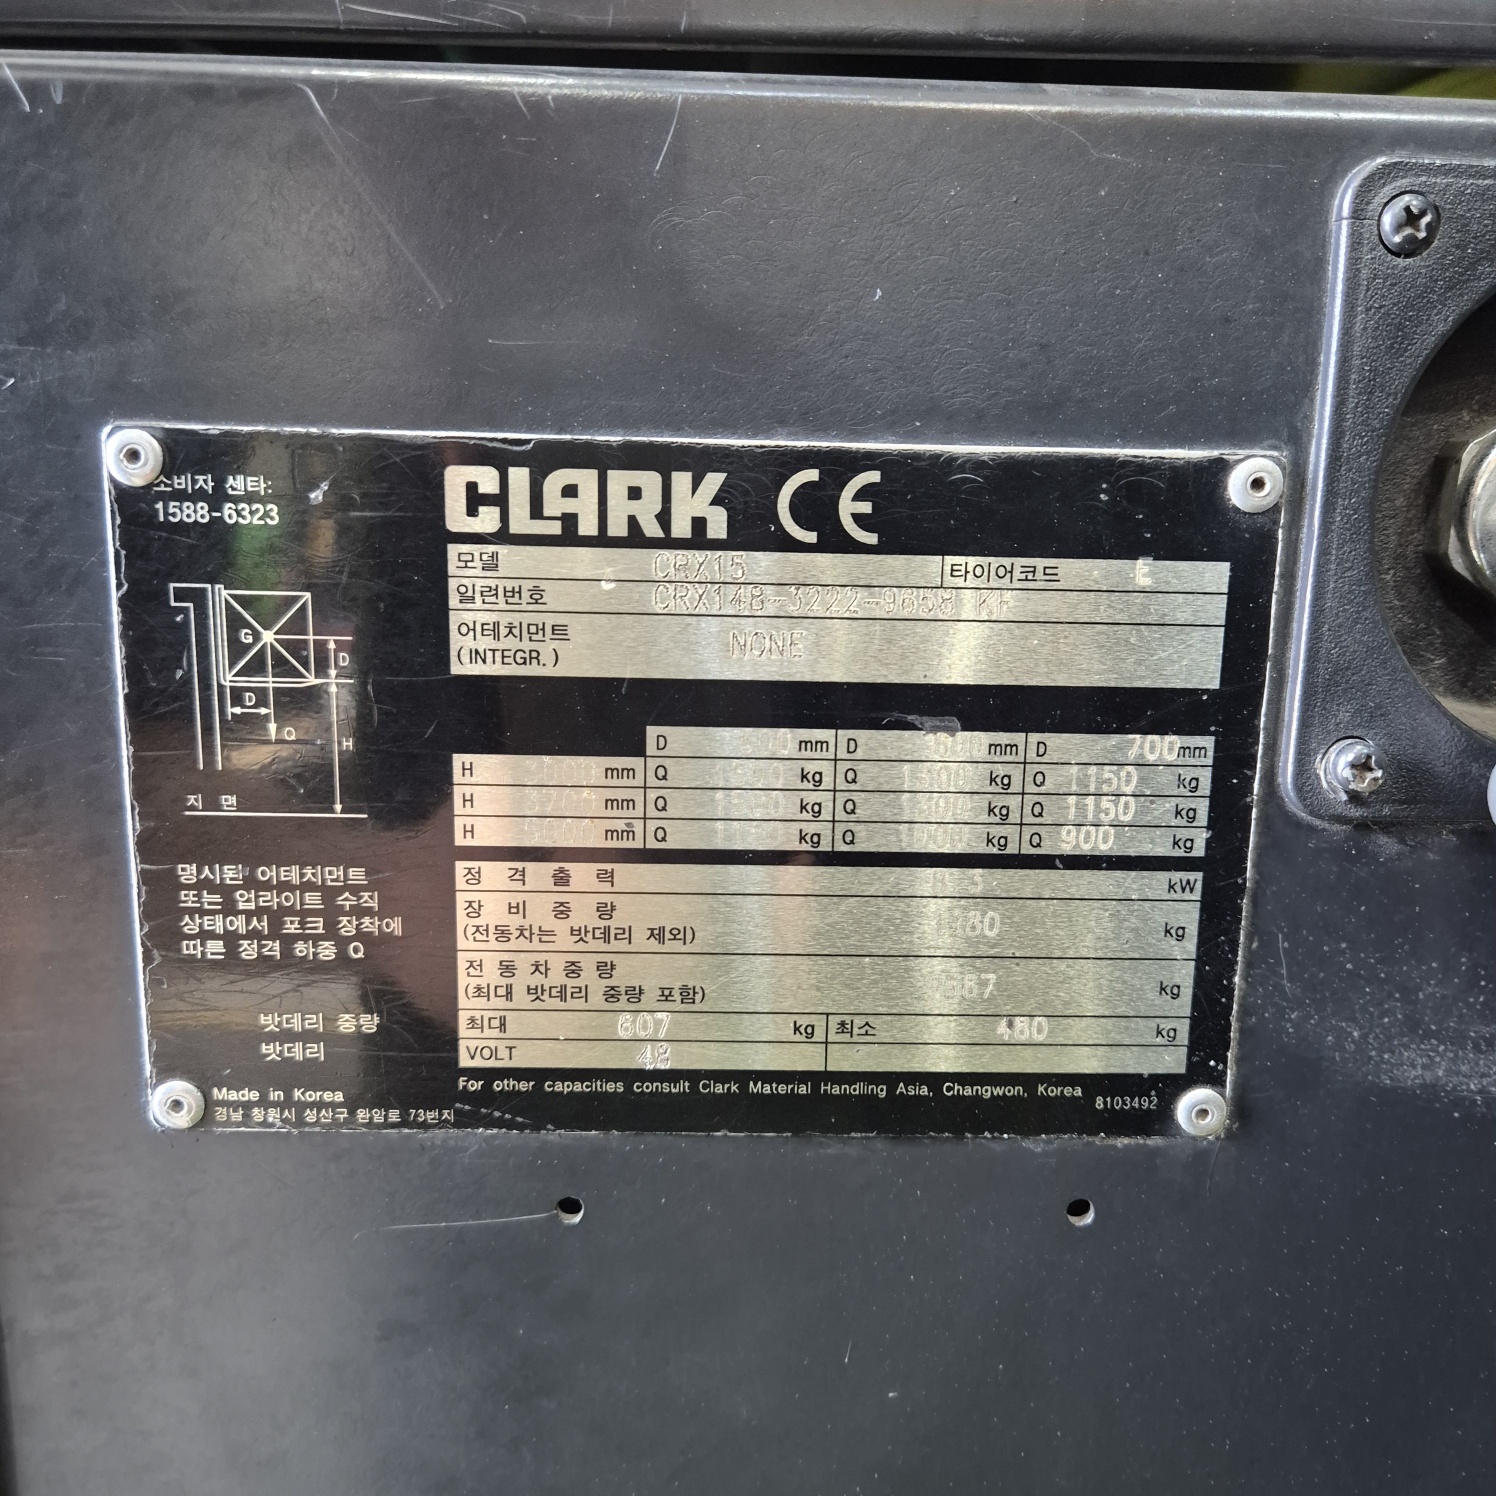 소비자 센타:
1588-6323
CLARK CE
모델 CRX15 타이어코드 E
일련번호 CRX148-3222-9658 KF
어테치먼트
(INTEGR.) NONE
G
D
D
Q
H
지 면
D mm D mm D 700mm
H mm Q kg Q kg Q 1150 kg
H mm Q kg Q kg Q 1150 kg
H mm Q kg Q kg Q 900 kg
명시된 어테치먼트
또는 업라이트 수직
상태에서 포크 장착에
따른 정격 하중 Q
정 격 출 력 kW
장 비 중 량
(전동차는 밧데리 제외) kg
전 동 차 중 량
(최대 밧데리 중량 포함) kg
밧데리 중량 최대 607 kg 최소 480 kg
밧데리 VOLT 48
For other capacities consult Clark Material Handling Asia, Changwon, Korea 8103492
Made in Korea
경남 창원시 성산구 완암로 73번지